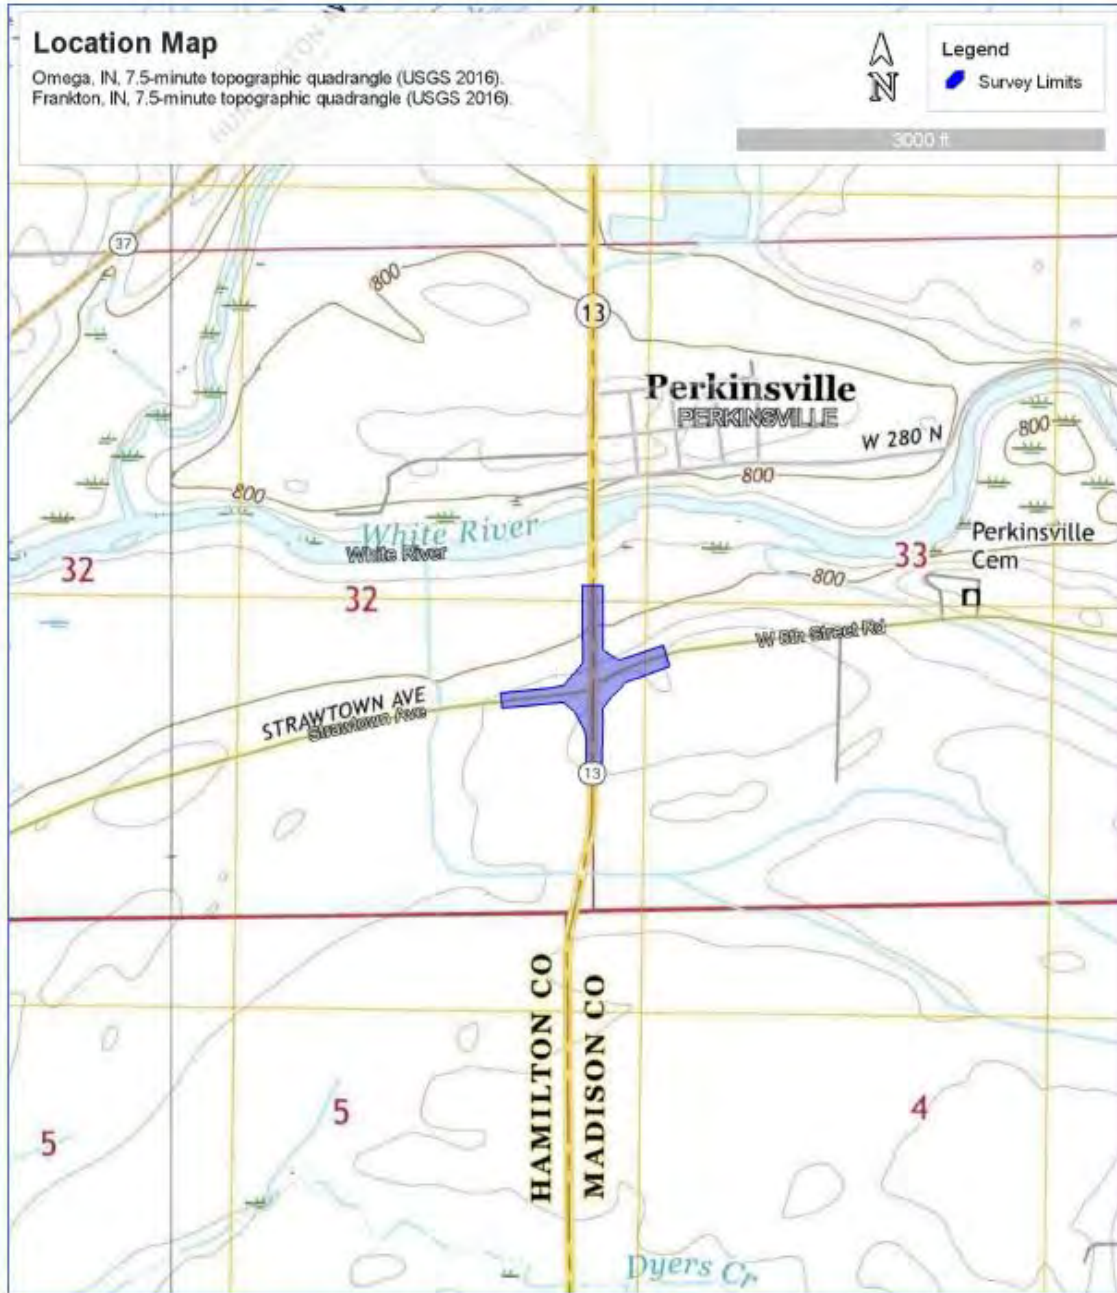 Location Map
Omega, IN, 7.5-minute topographic quadrangle (USGS 2016).
Frankton, IN, 7.5-minute topographic quadrangle (USGS 2016).
N
Legend
Survey Limits
3000 ft
37
800
13
Perkinsville
PERKINSVILLE
W 280 N
800
800
800
White River
White River
Perkinsville
Cem
32
32
33
800
W 8th Street Rd
STRAWTOWN AVE
Strawtown Ave
13
HAMILTON CO
MADISON CO
5
5
4
Dyers Cr